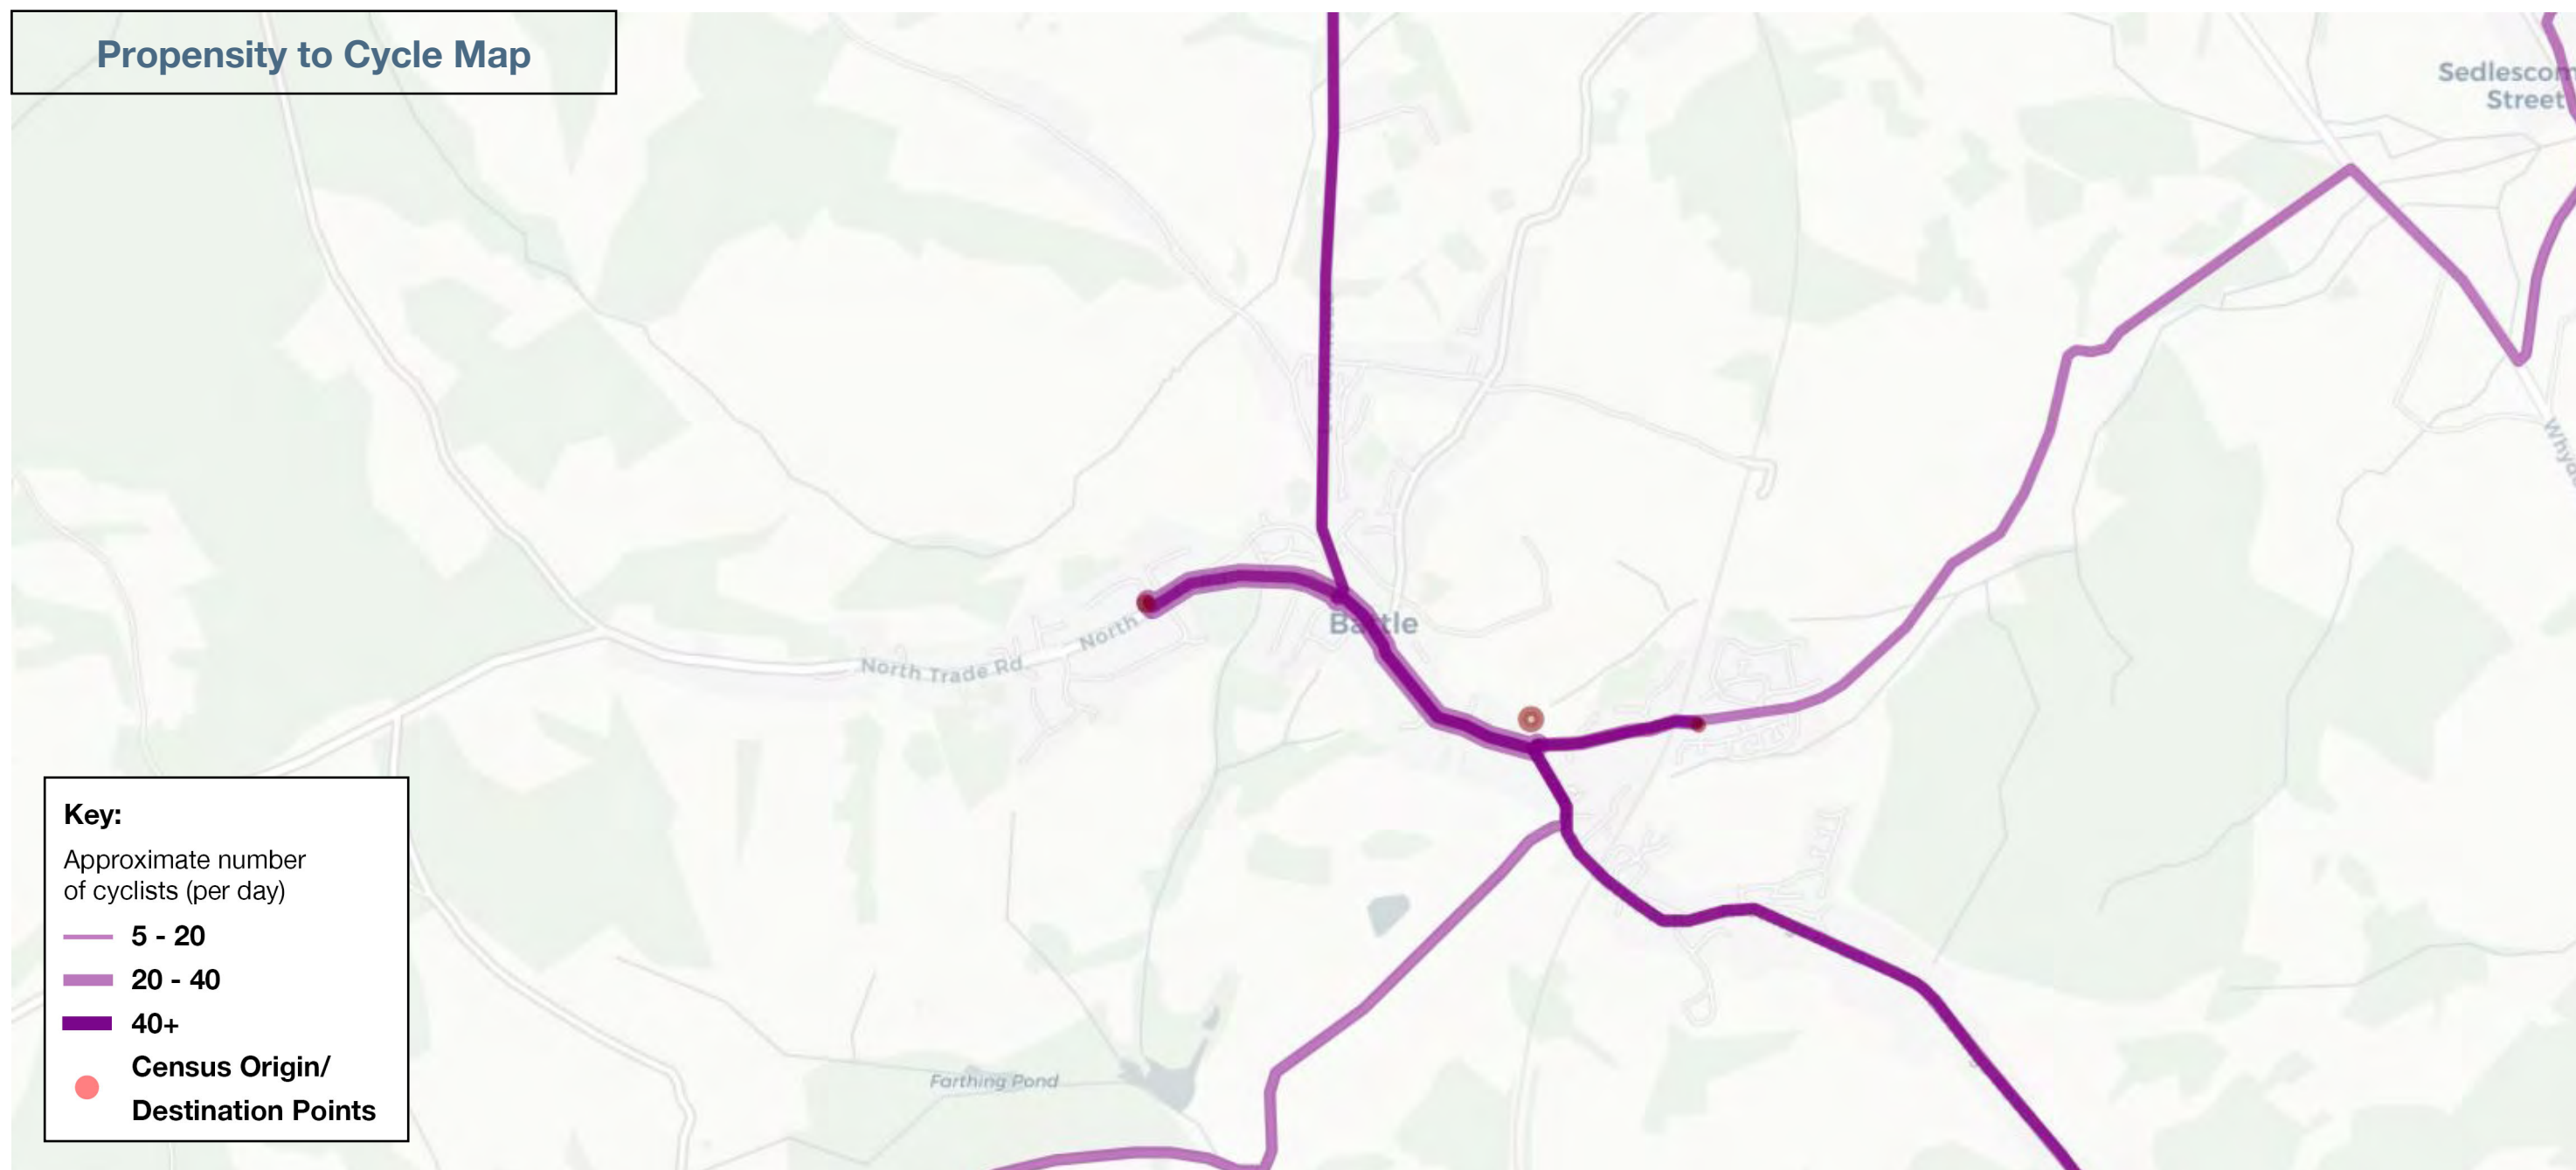 Propensity to Cycle Map
Sedlescom
Street
Battle
North
North Trade Rd
Farthing Pond
Key:
Approximate number
of cyclists (per day)
5 - 20
20 - 40
40+
Census Origin/
Destination Points